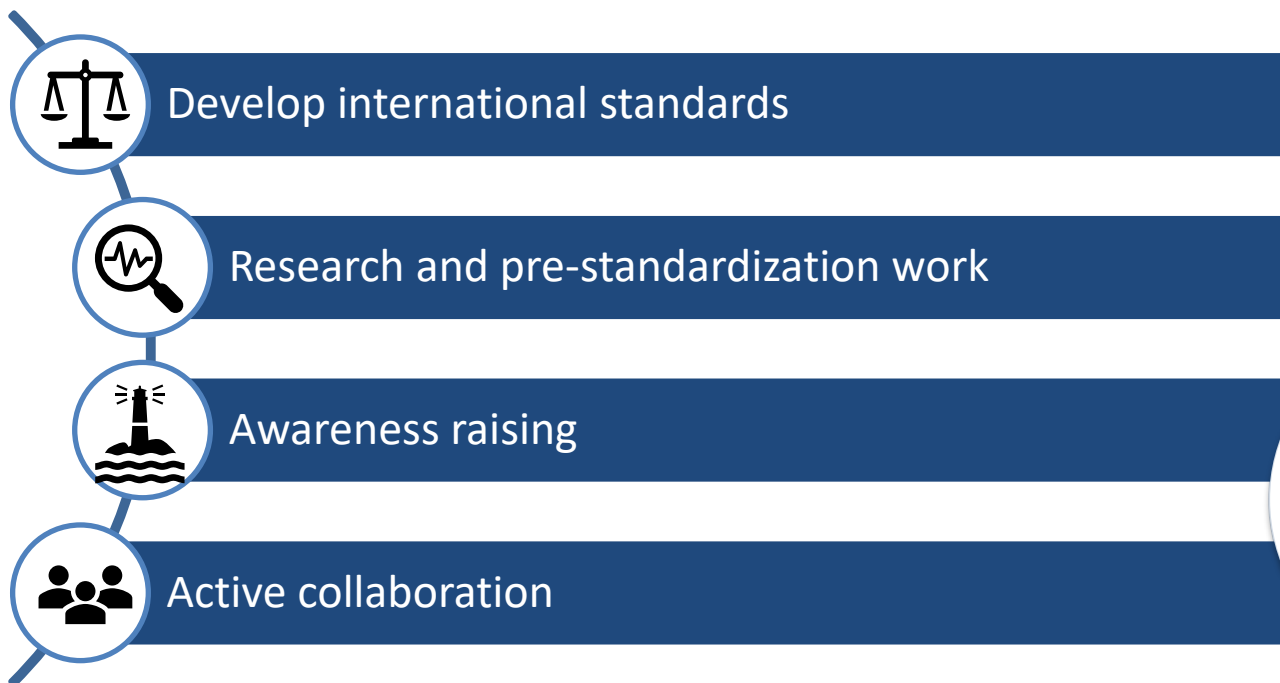 Develop international standards
Research and pre-standardization work
Awareness raising
Active collaboration